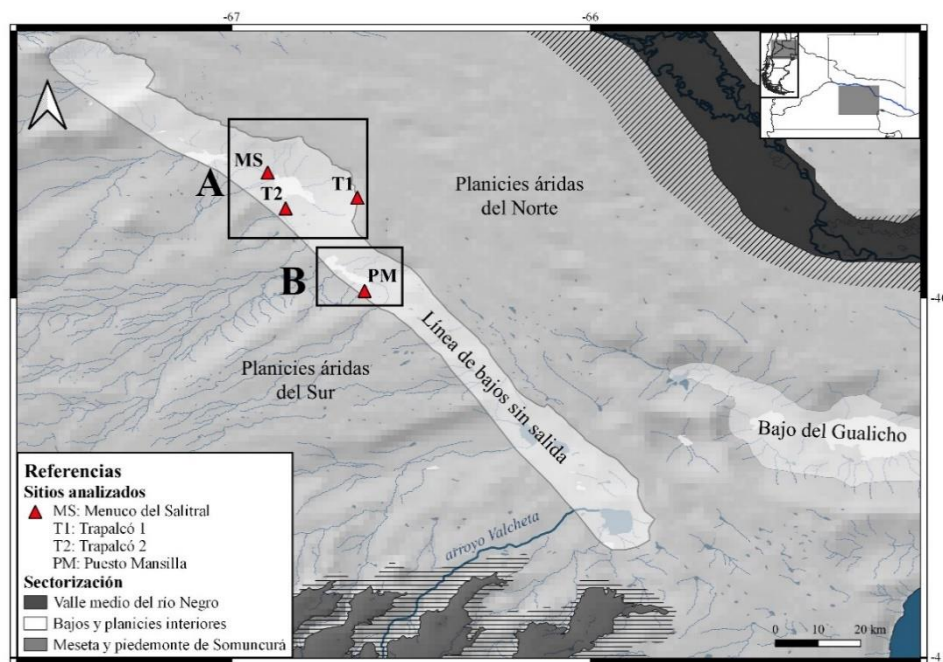 -67
-66
MS
A
T2
T1
Planicies áridas
del Norte
B
PM
-40
Planicies áridas
del Sur
Línea de bajos sin salida
Bajo del Gualicho
arroyo Valcheta
Referencias
Sitios analizados
MS: Menuco del Salitral
T1: Trapalcó 1
T2: Trapalcó 2
PM: Puesto Mansilla
Sectorización
Valle medio del río Negro
Bajos y planicies interiores
Meseta y piedemonte de Somuncurá
0
10
20 km